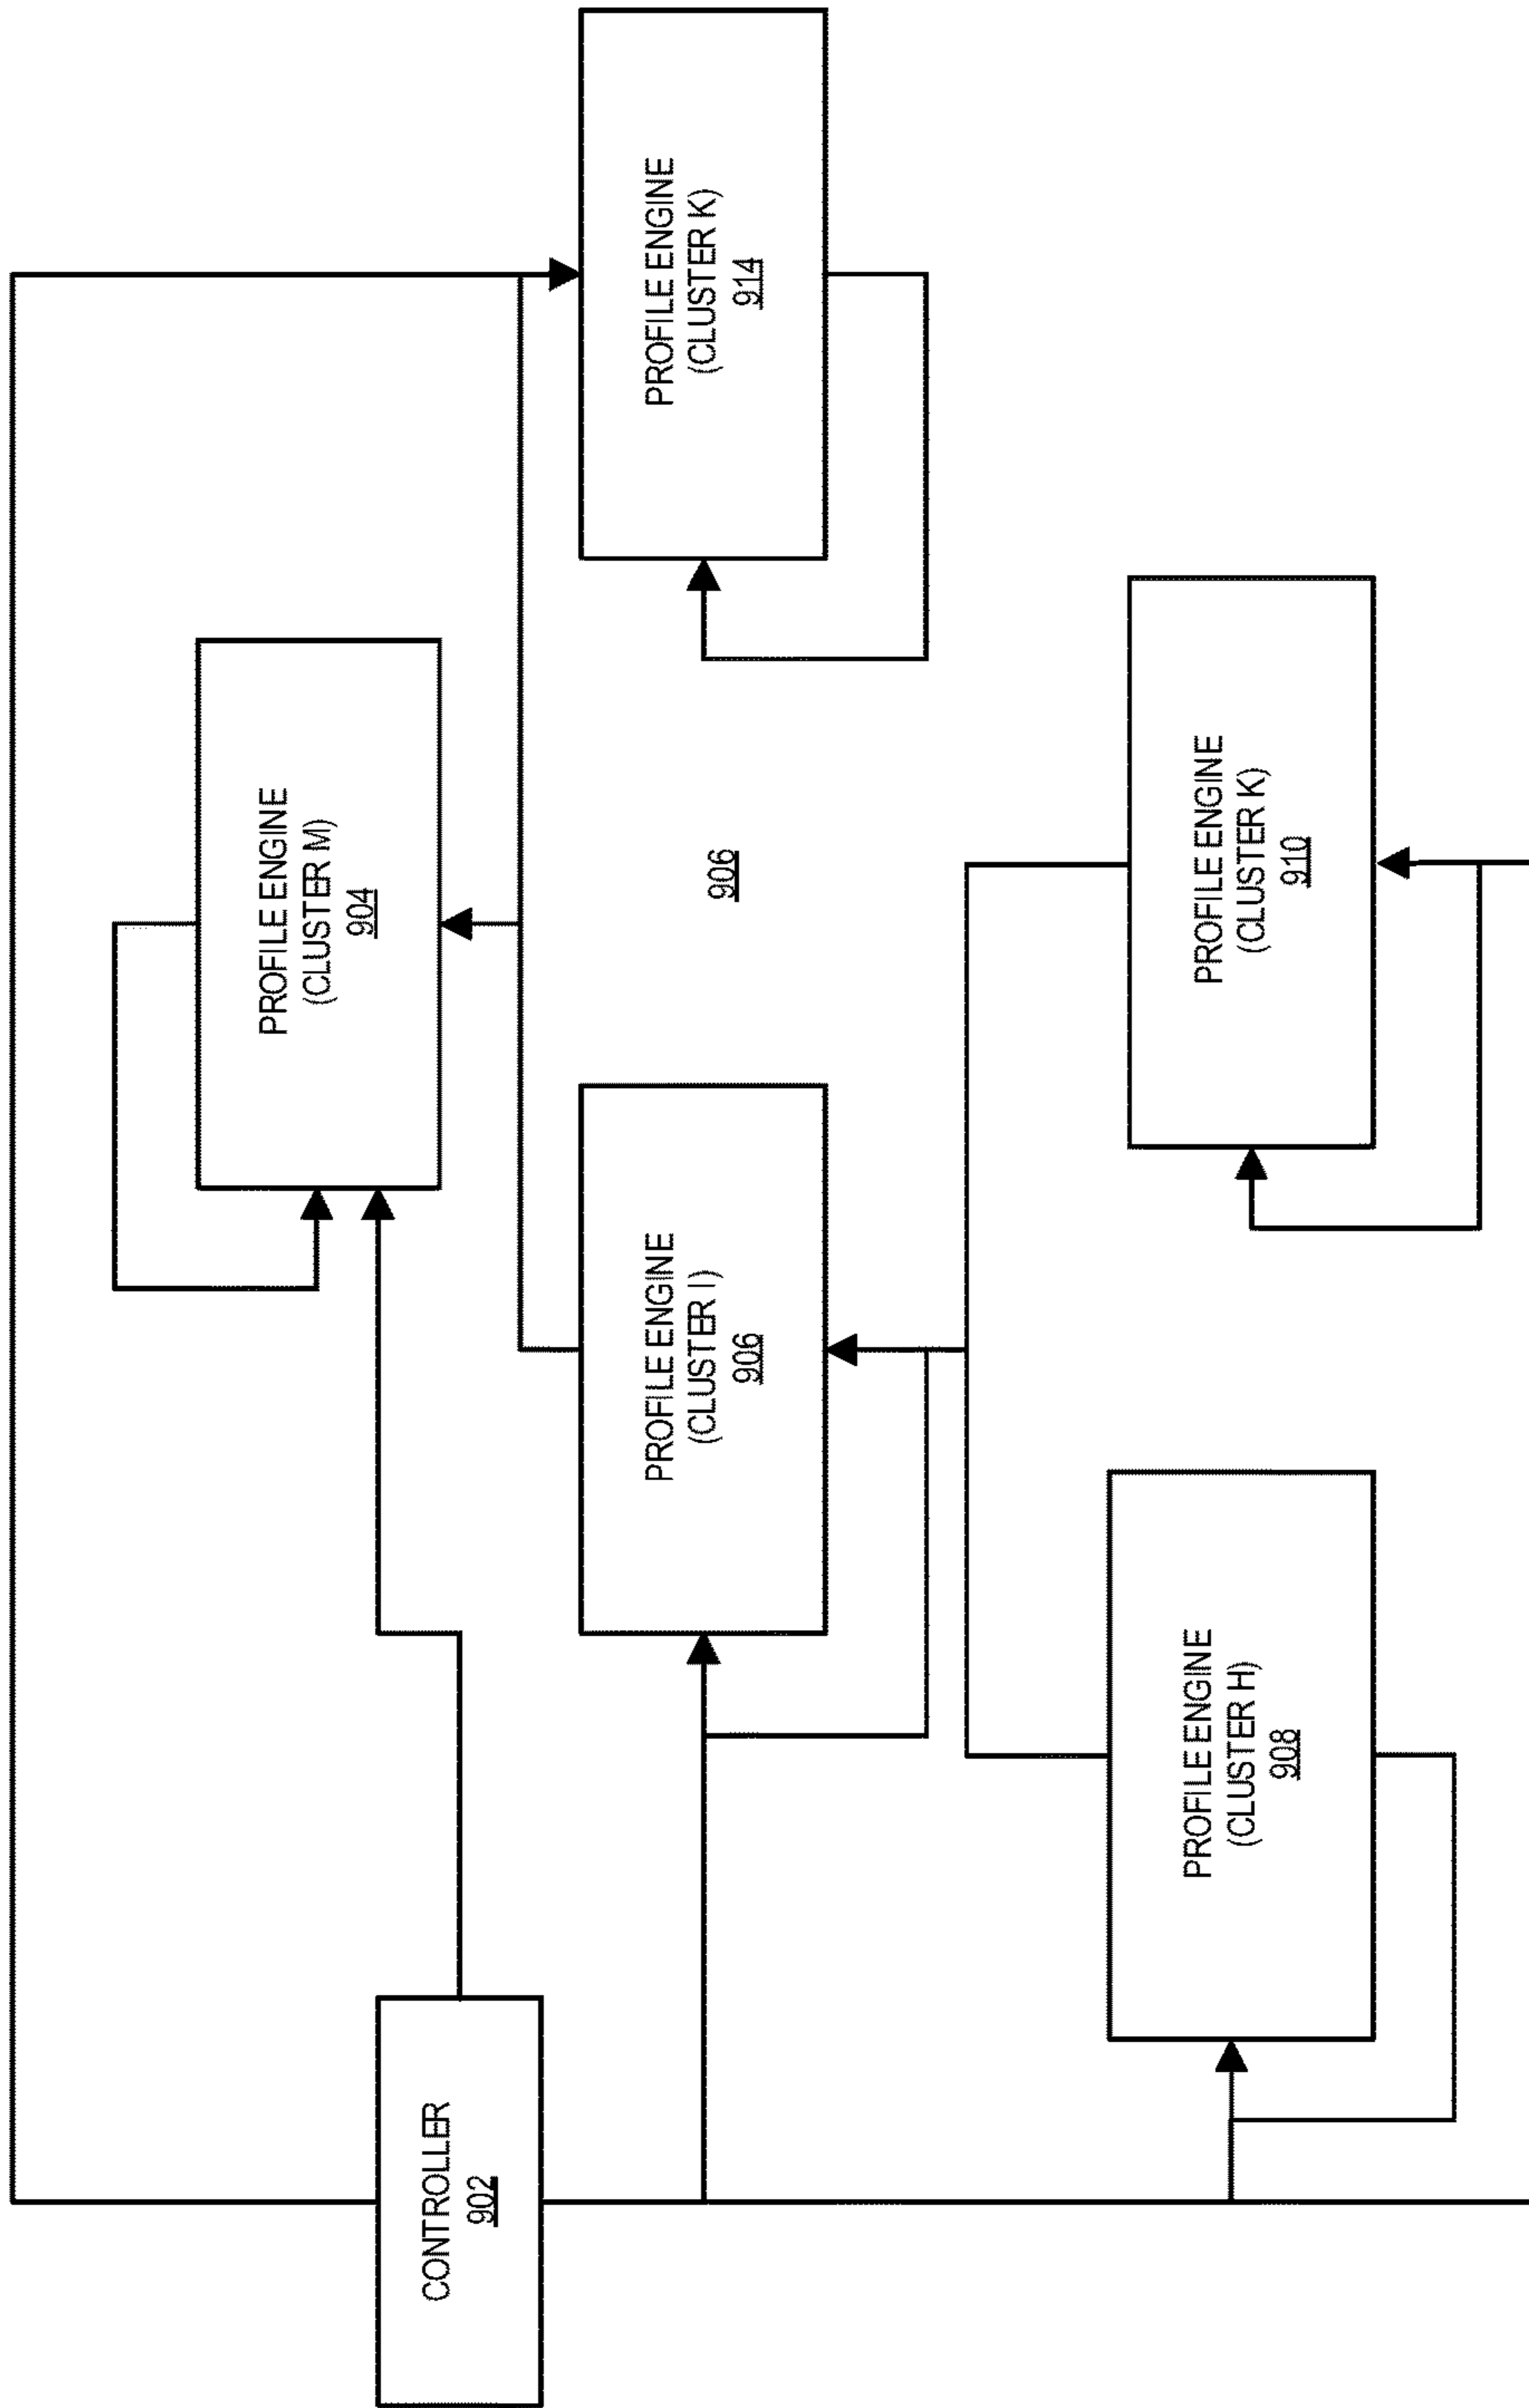 CONTROLLER
902
PROFILE ENGINE
(CLUSTER M)
904
PROFILE ENGINE
(CLUSTER I)
906
906
PROFILE ENGINE
(CLUSTER K)
914
PROFILE ENGINE
(CLUSTER H)
908
PROFILE ENGINE
(CLUSTER K)
910